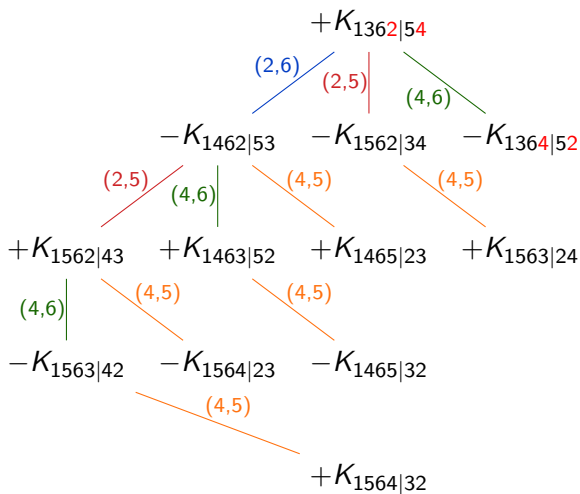 +K₁₃₆₂|₅₄
(2,6) (2,5) (4,6)
−K₁₄₆₂|₅₃ −K₁₅₆₂|₃₄ −K₁₃₆₄|₅₂
(2,5) (4,6) (4,5) (4,5)
+K₁₅₆₂|₄₃ +K₁₄₆₃|₅₂ +K₁₄₆₅|₂₃ +K₁₅₆₃|₂₄
(4,6) (4,5) (4,5)
−K₁₅₆₃|₄₂ −K₁₅₆₄|₂₃ −K₁₄₆₅|₃₂
(4,5)
+K₁₅₆₄|₃₂